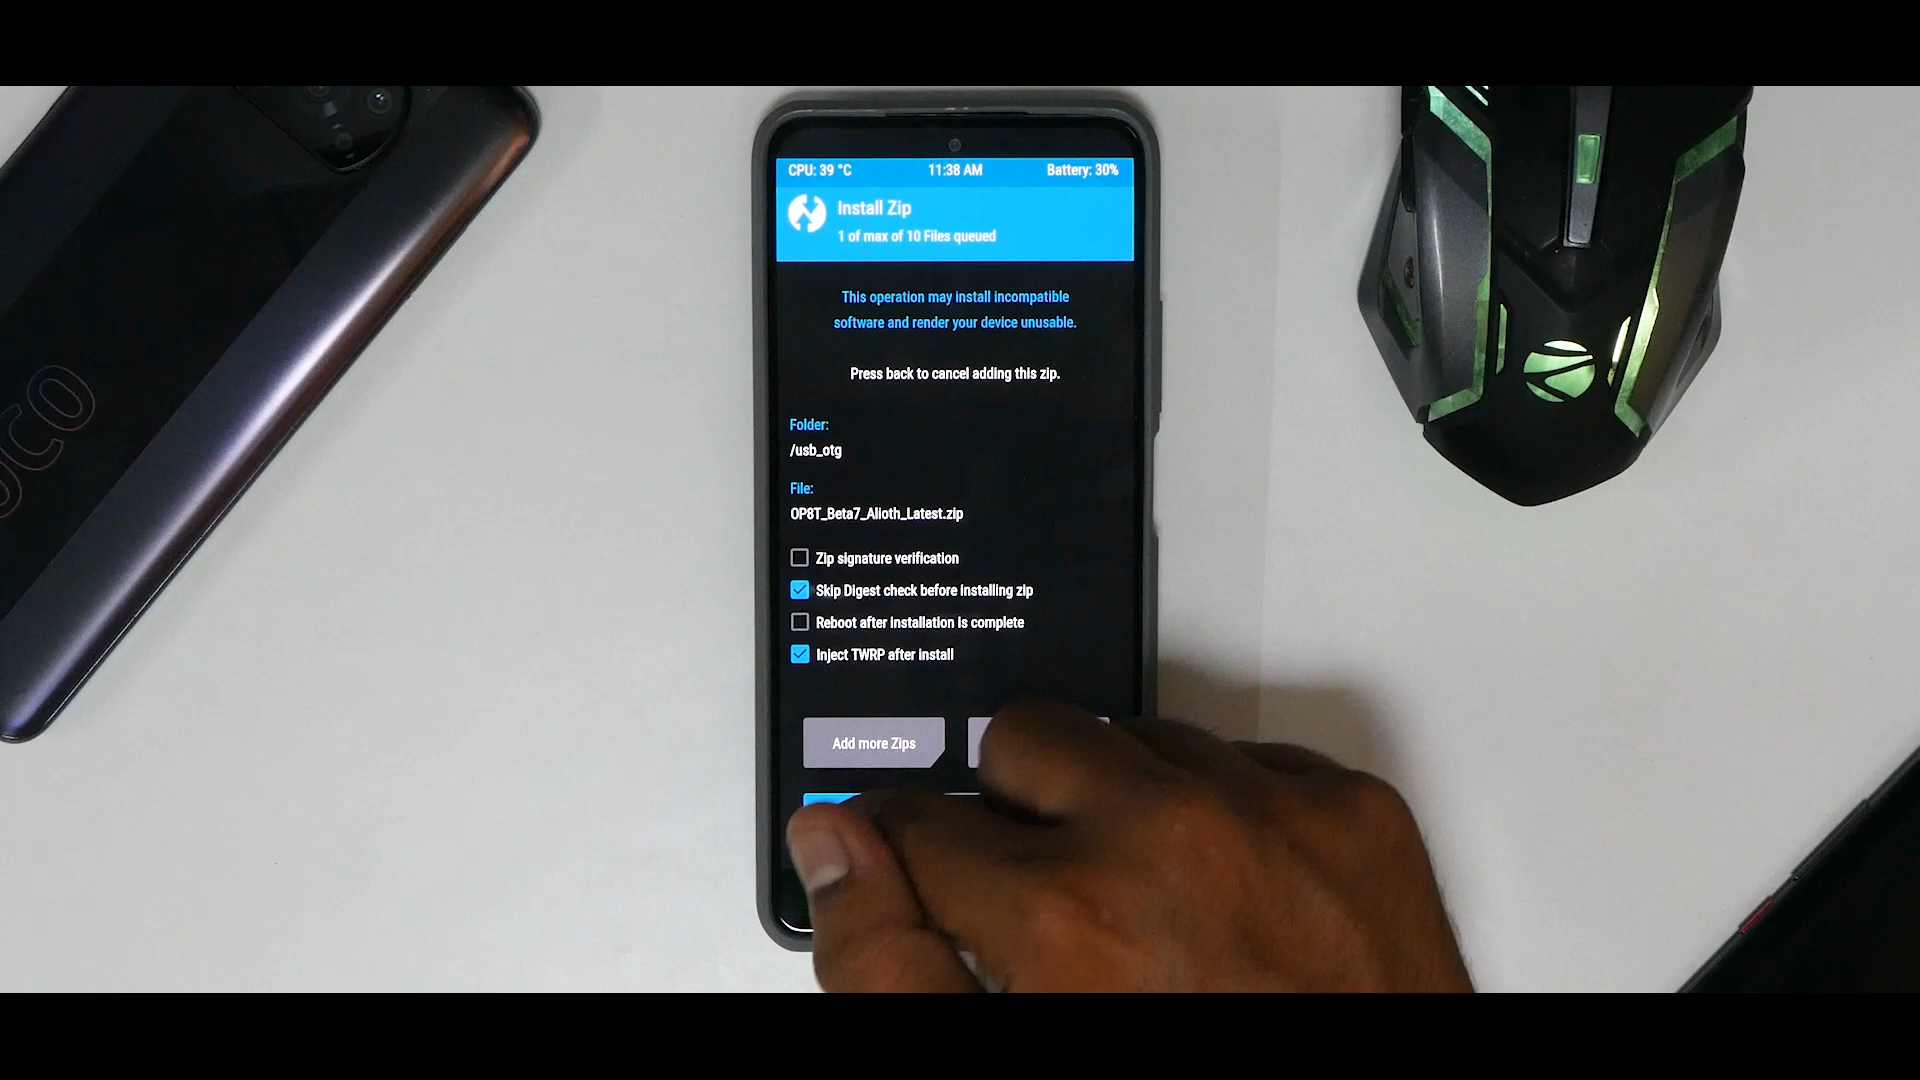 CPU: 39 °C 11:38 AM Battery: 30%
Install Zip
1 of max of 10 Files queued
This operation may install incompatible
software and render your device unusable.
Press back to cancel adding this zip.
Folder:
/usb_otg
File:
OP8T_Beta7_Alioth_Latest.zip
Zip signature verification
Skip Digest check before installing zip
Reboot after installation is complete
Inject TWRP after install
Add more Zips